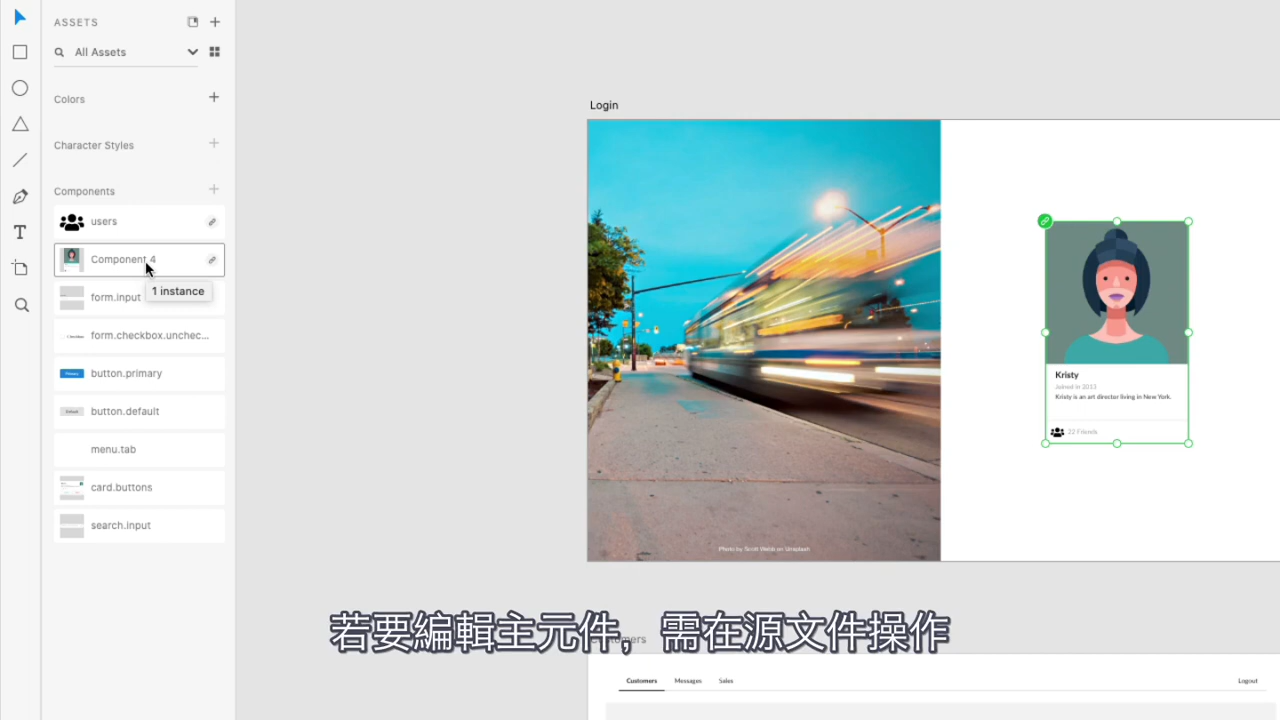 ASSETS
All Assets
Colors
Character Styles
Components
users
Component 4
1 instance
form.input
form.checkbox.unchec...
button.primary
button.default
menu.tab
card.buttons
search.input
Login
Photo by Scott Webb on Unsplash
Kristy
Joined in 2013
Kristy is an art director living in New York.
22 Friends
若要編輯主元件，需在源文件操作
Customers
Messages
Sales
Logout